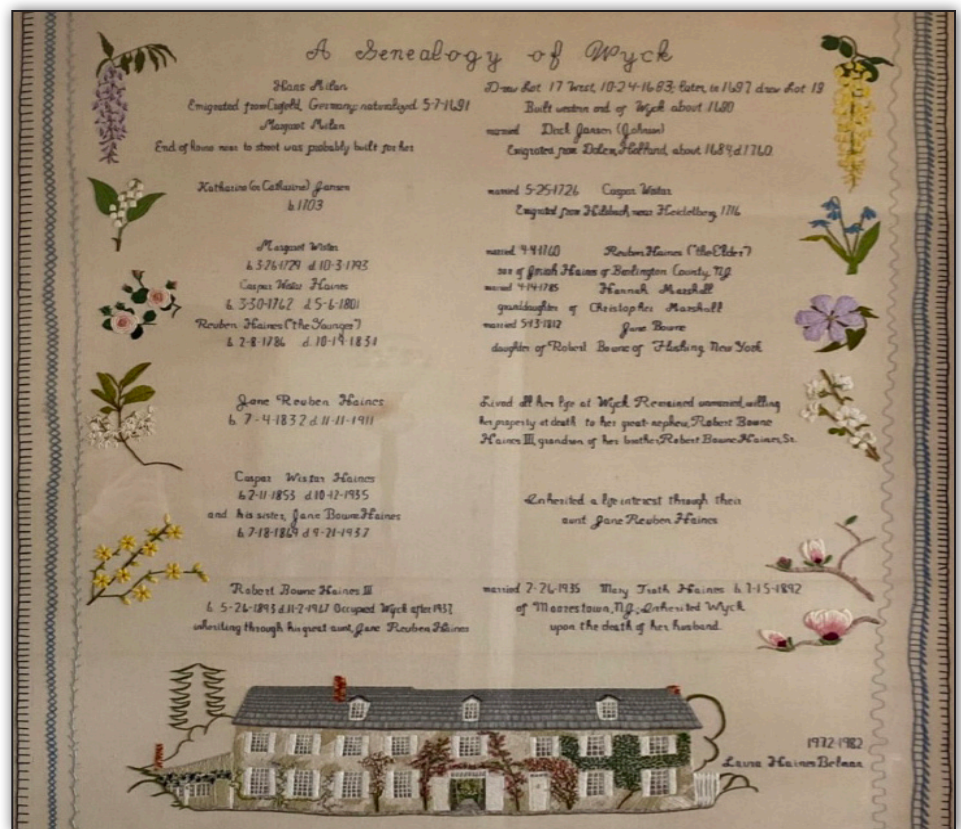 A Genealogy of Wyck
Hans Milan
Emigrated from Crefeld, Germany; naturalized 5-7-1691
Margaret Milan
End of house near to street was probably built for her
Drew Lot 17 West, 10-24-1683; later, in 1687 drew Lot 19
Built western end of Wyck about 1690
married Deck Jansen (Johnson)
Emigrated from Dalem, Holland, about 1684, d. 1760.
Katharine (or Catharine) Jansen
b. 1703
married 5-25-1726 Caspar Wistar
Emigrated from Hilsbach near Heidelberg 1716
Margaret Wister
b. 3-26-1729 d. 10-3-1793
Caspar Wistar Haines
b. 3-30-1762 d. 5-6-1801
Reuben Haines ("the Younger")
b. 2-8-1786 d. 10-19-1831
married 4-4-1760 Reuben Haines ("the Elder")
son of Josiah Haines of Burlington County, NJ
married 4-14-1785 Hannah Marshall
granddaughter of Christopher Marshall
married 5-13-1812 Jane Bowne
daughter of Robert Bowne of Flushing New York
Jane Reuben Haines
b. 7-4-1832 d. 11-11-1911
Lived all her life at Wyck Remained unmarried, willing
her property at death to her great-nephew, Robert Bowne
Haines III, grandson of her brother Robert Bowne Haines, Sr.
Caspar Wistar Haines
b. 2-11-1853 d. 10-12-1935
and his sister, Jane Bowne Haines
b. 7-18-1869 d. 9-21-1937
Inherited a life interest through their
aunt Jane Reuben Haines
Robert Bowne Haines III
b. 5-26-1893 d. 11-2-1967 Occupied Wyck after 1937
inheriting through his great aunt, Jane Reuben Haines
married 2-26-1935 Mary Troth Haines b. 7-15-1892
of Moorestown, N.J.; Inherited Wyck
upon the death of her husband.
1972-1982
Laura Haines Belman